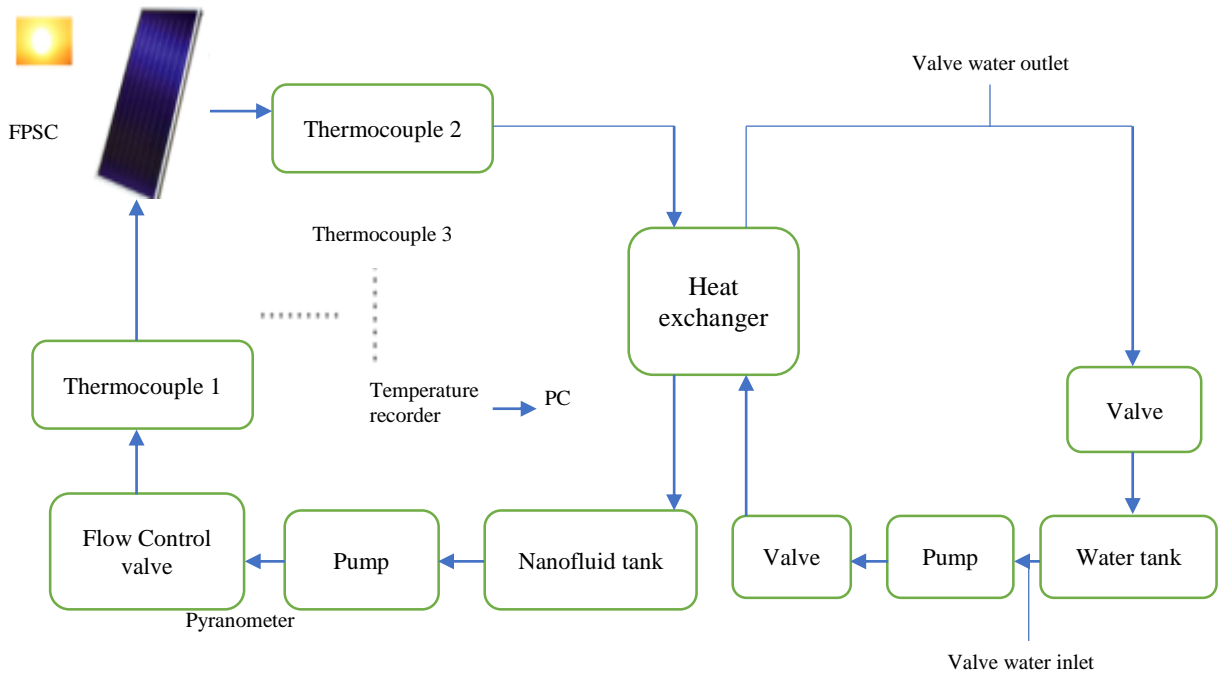 Valve water outlet
FPSC
Thermocouple 2
Thermocouple 3
Heat
exchanger
Thermocouple 1
Temperature
recorder
PC
Valve
Flow Control
valve
Pump
Nanofluid tank
Valve
Pump
Water tank
Pyranometer
Valve water inlet